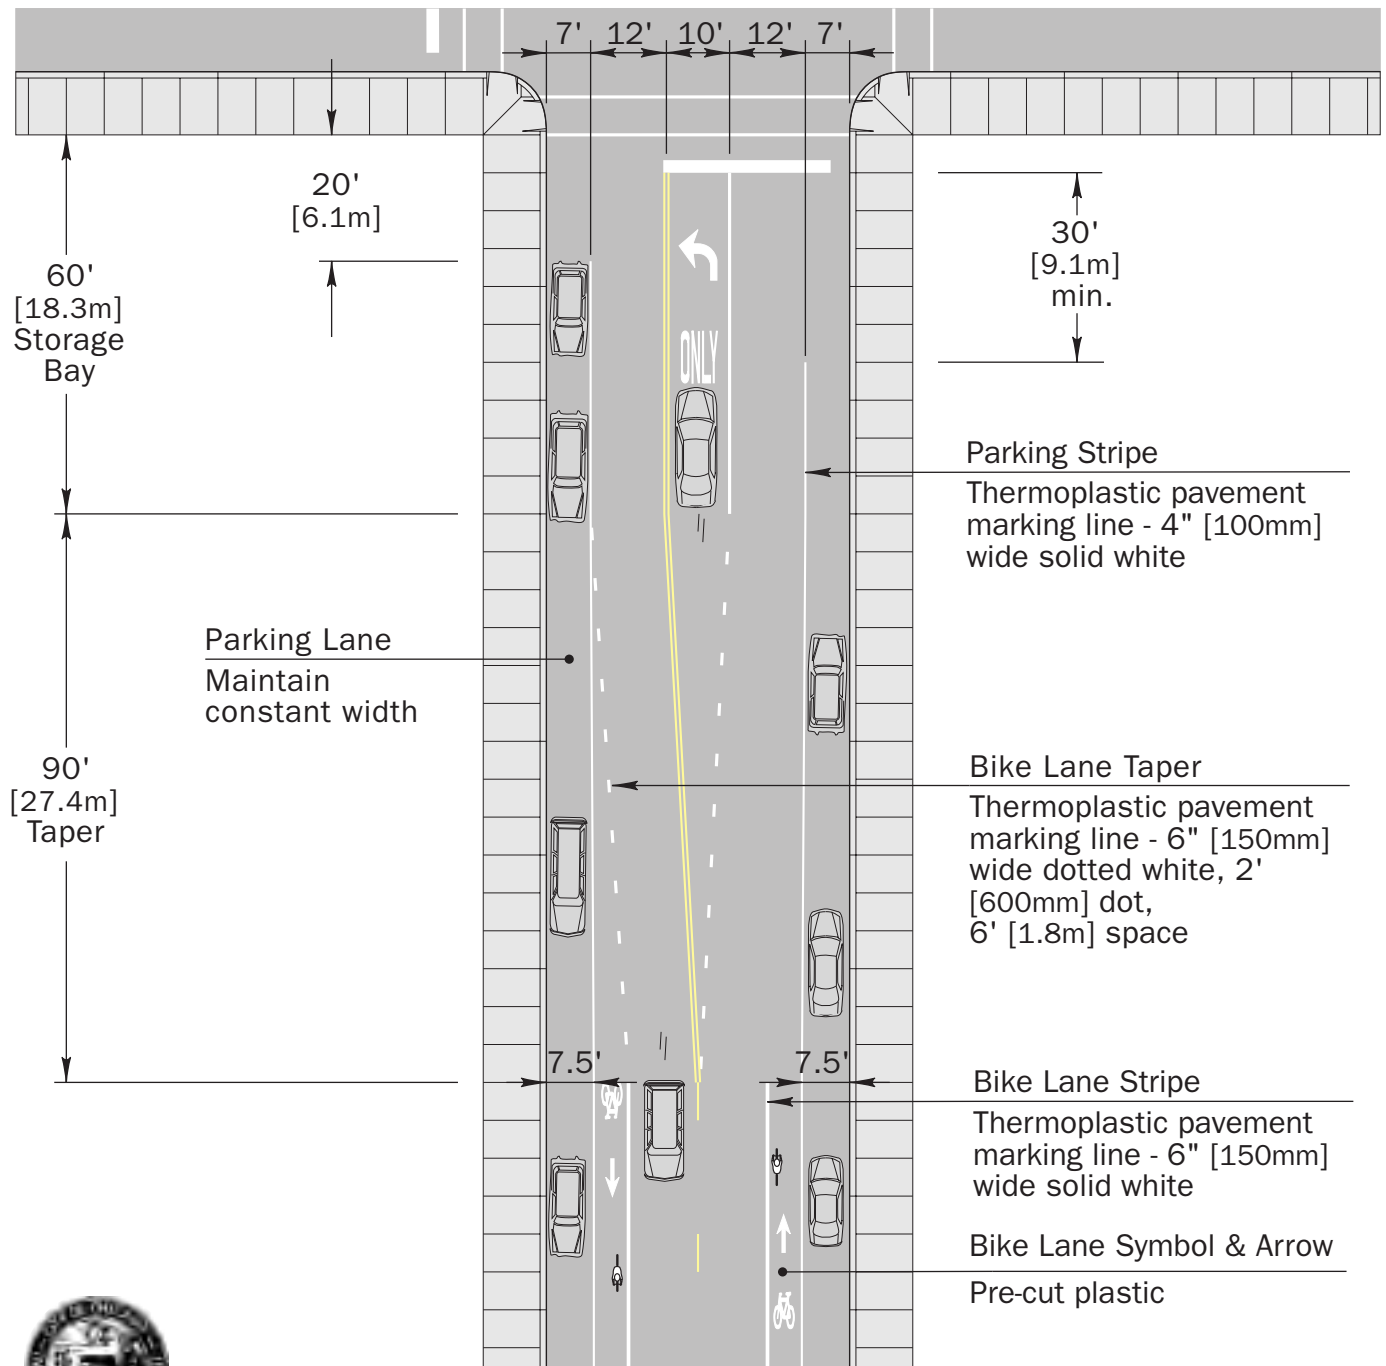 7' 12' 10' 12' 7'
20'
[6.1m]
60'
[18.3m]
Storage
Bay
30'
[9.1m]
min.
ONLY
Parking Stripe
Thermoplastic pavement
marking line - 4" [100mm]
wide solid white
Parking Lane
Maintain
constant width
90'
[27.4m]
Taper
Bike Lane Taper
Thermoplastic pavement
marking line - 6" [150mm]
wide dotted white, 2'
[600mm] dot,
6' [1.8m] space
7.5' 7.5'
Bike Lane Stripe
Thermoplastic pavement
marking line - 6" [150mm]
wide solid white
Bike Lane Symbol & Arrow
Pre-cut plastic